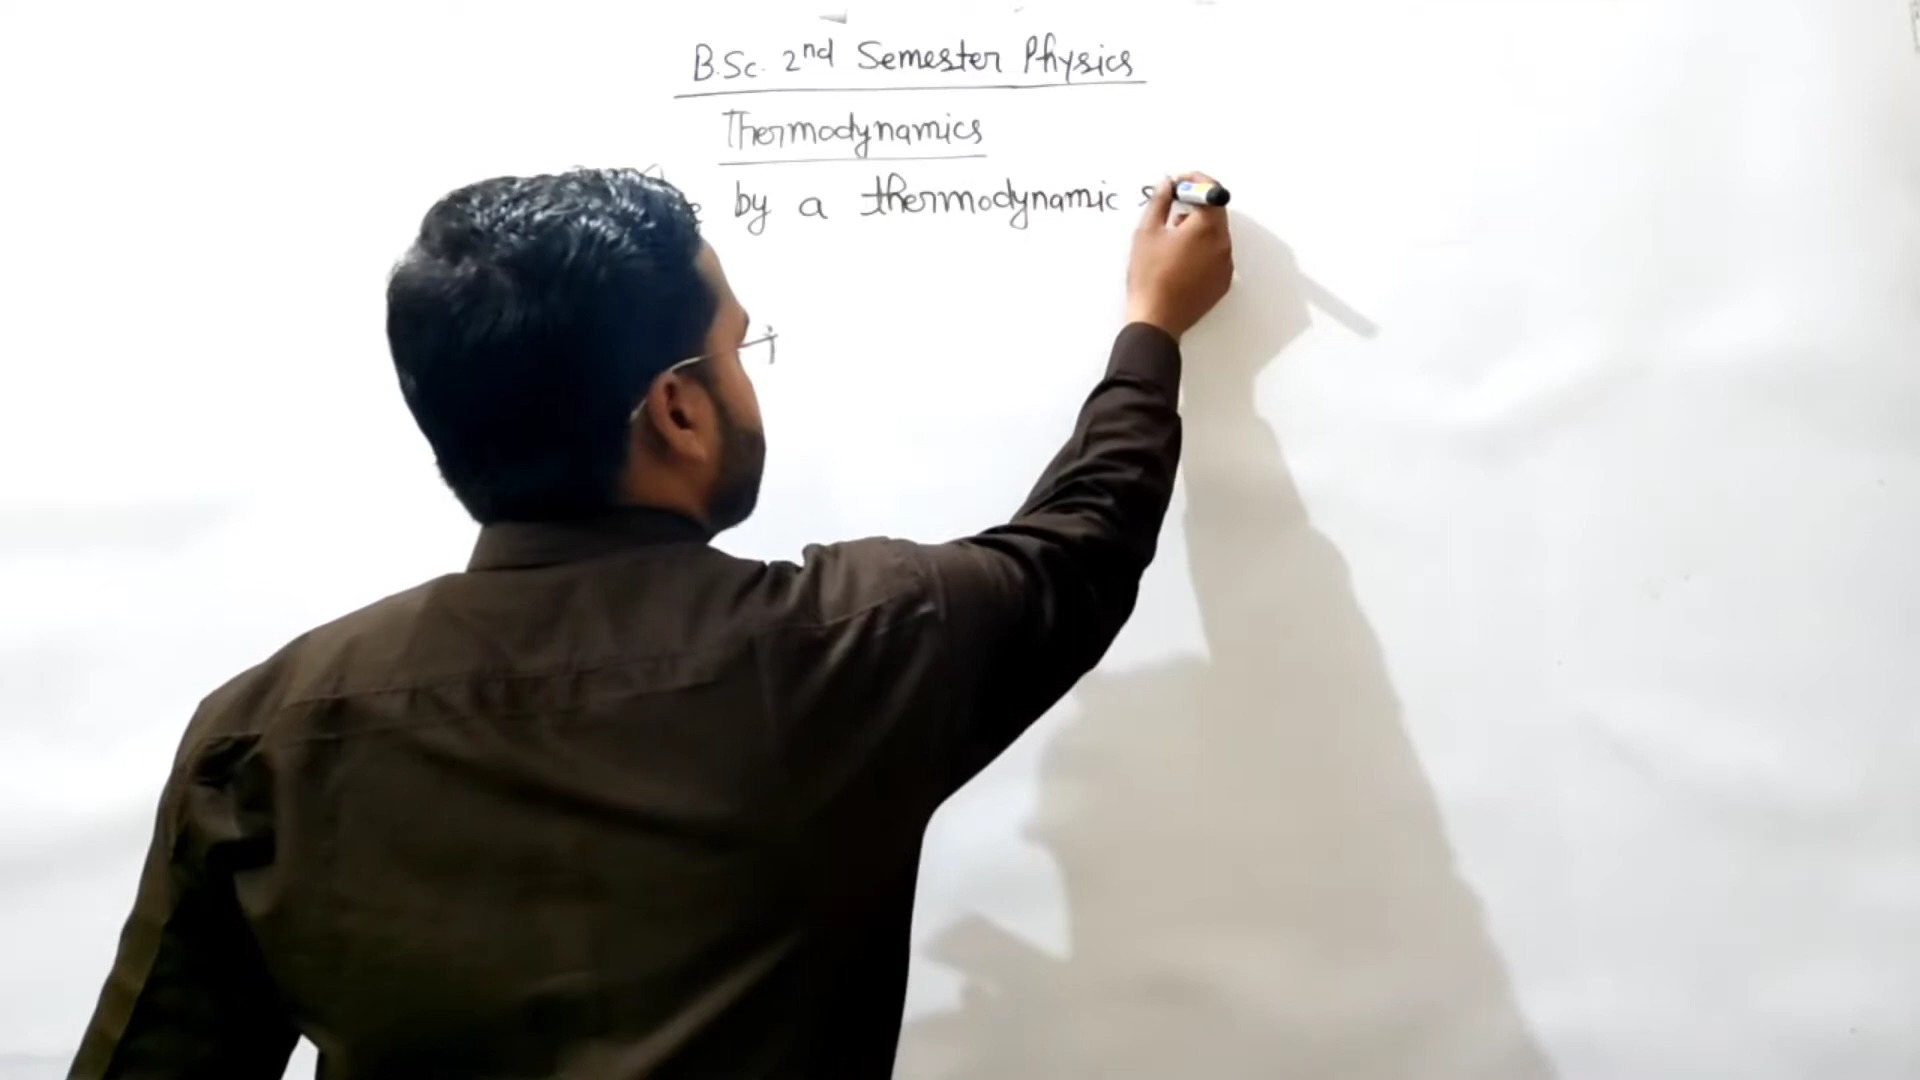 B.Sc. 2nd Semester Physics
Thermodynamics
by a thermodynamic s